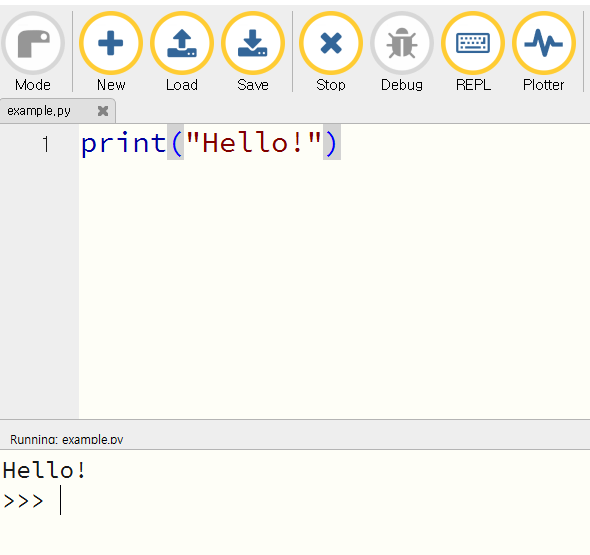 Mode New Load Save Stop Debug REPL Plotter
example.py
1 print("Hello!")
Running: example.py
Hello!
>>>